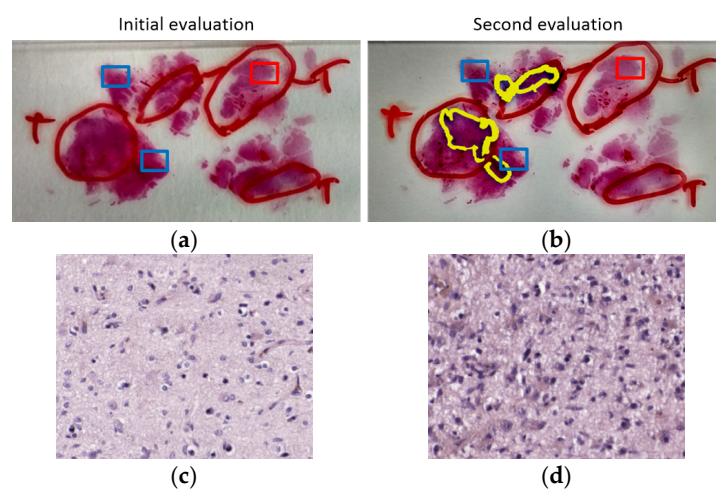 Initial evaluation
Second evaluation
T
T
T
T
T
T
(a)
(b)
(c)
(d)